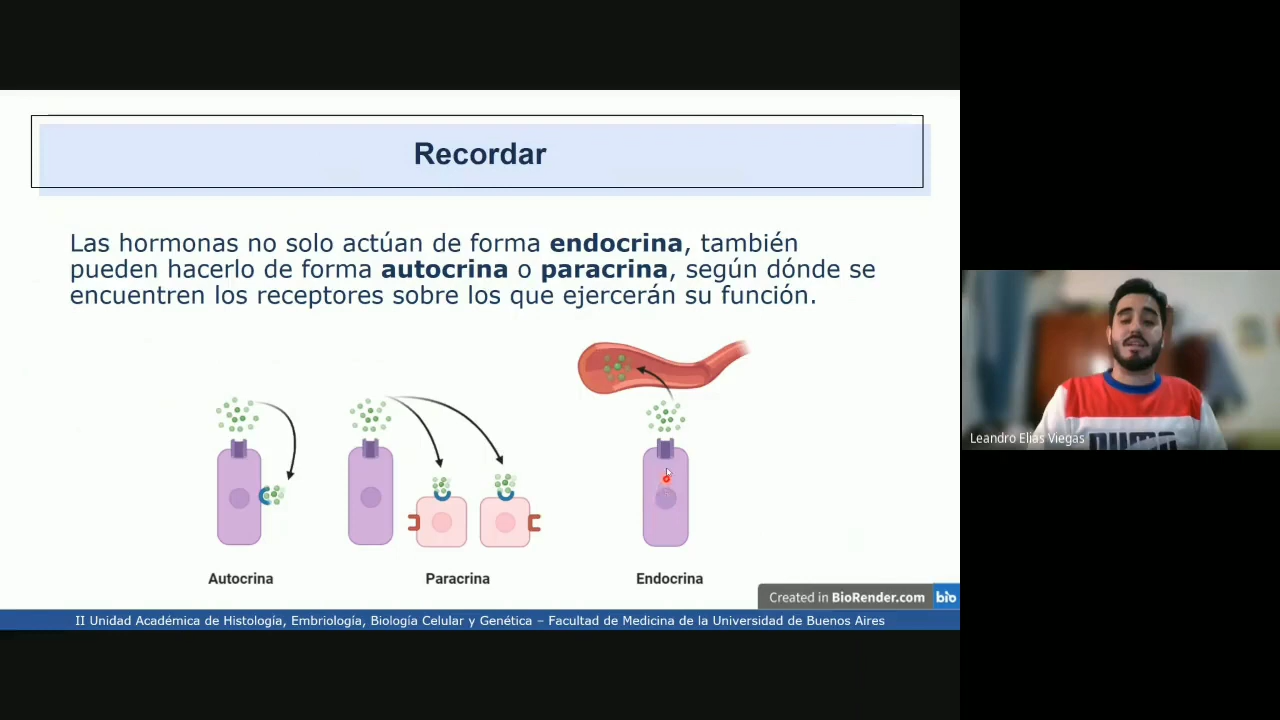 Recordar
Las hormonas no solo actúan de forma endocrina, también
pueden hacerlo de forma autocrina o paracrina, según dónde se
encuentren los receptores sobre los que ejercerán su función.
Autocrina
Paracrina
Endocrina
Created in BioRender.com bio
II Unidad Académica de Histología, Embriología, Biología Celular y Genética – Facultad de Medicina de la Universidad de Buenos Aires
Leandro Elias Viegas
PUMA